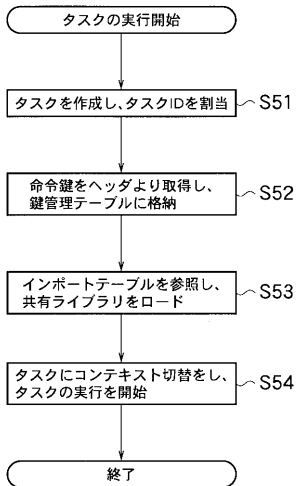 タスクの実行開始
タスクを作成し、タスクIDを割当
S51
命令鍵をヘッダより取得し、
鍵管理テーブルに格納
S52
インポートテーブルを参照し、
共有ライブラリをロード
S53
タスクにコンテキスト切替をし、
タスクの実行を開始
S54
終了